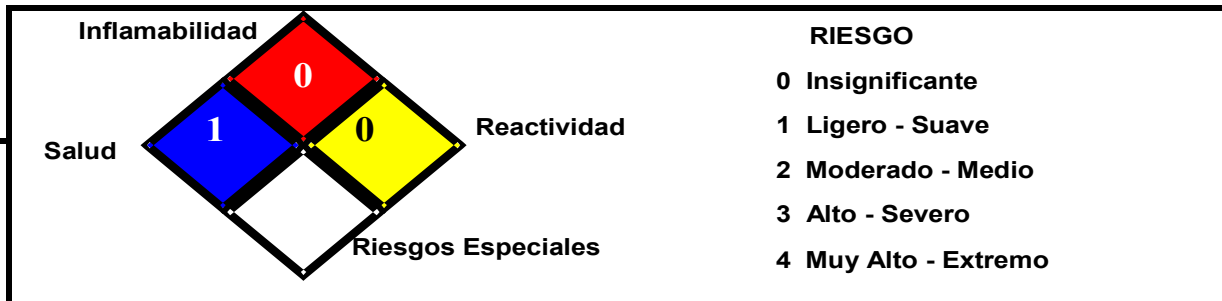 Inflamabilidad
0
1
0
Salud
Reactividad
Riesgos Especiales
RIESGO
0 Insignificante
1 Ligero - Suave
2 Moderado - Medio
3 Alto - Severo
4 Muy Alto - Extremo